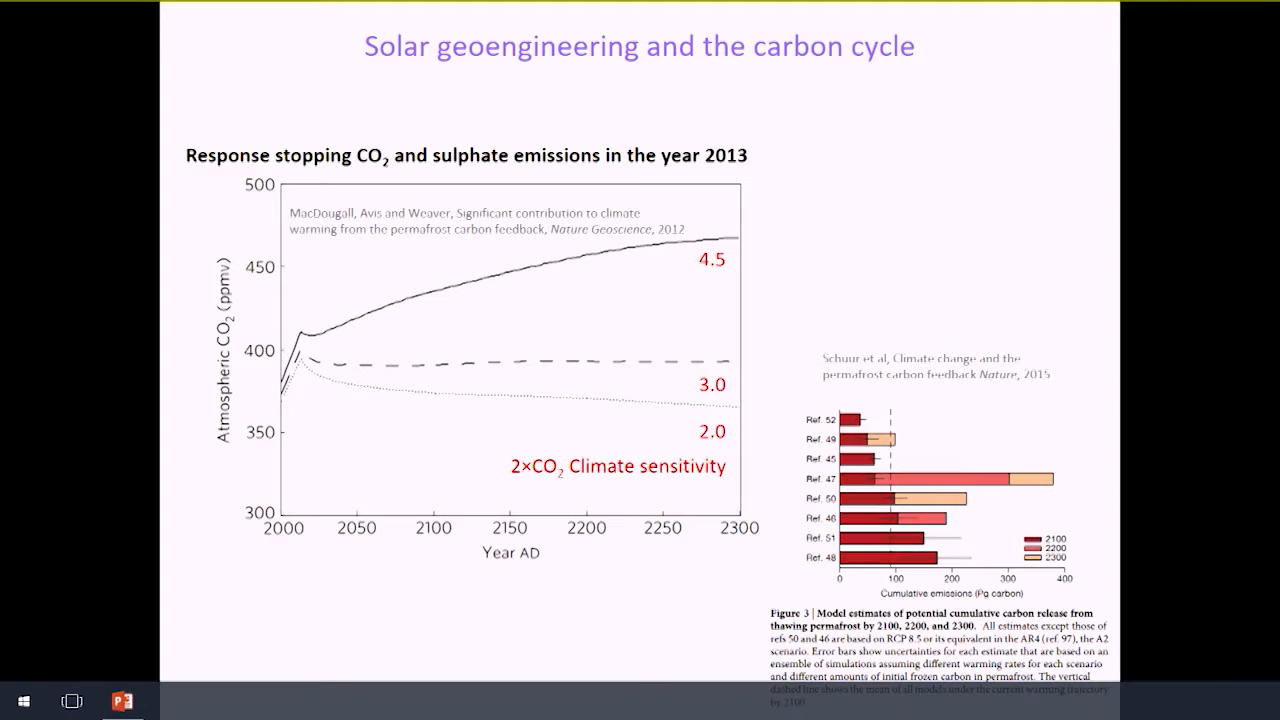 Solar geoengineering and the carbon cycle
Response stopping CO₂ and sulphate emissions in the year 2013
500
MacDougall, Avis and Weaver, Significant contribution to climate
warming from the permafrost carbon feedback, Nature Geoscience, 2012
4.5
450
Atmospheric CO₂ (ppmv)
400
3.0
350
2.0
2×CO₂ Climate sensitivity
300
2000 2050 2100 2150 2200 2250 2300
Year AD
Schuur et al, Climate change and the
permafrost carbon feedback Nature, 2015
Ref. 52
Ref. 49
Ref. 45
Ref. 47
Ref. 50
Ref. 46
Ref. 51
Ref. 48
2100
2200
2300
0 100 200 300 400
Cumulative emissions (Pg carbon)
Figure 3 | Model estimates of potential cumulative carbon release from
thawing permafrost by 2100, 2200, and 2300. All estimates except those of
refs 50 and 46 are based on RCP 8.5 or its equivalent in the AR4 (ref. 97), the A2
scenario. Error bars show uncertainties for each estimate that are based on an
ensemble of simulations assuming different warming rates for each scenario
and different amounts of initial frozen carbon in permafrost. The vertical
dashed line shows the mean of all models under the current warming trajectory
by 2100